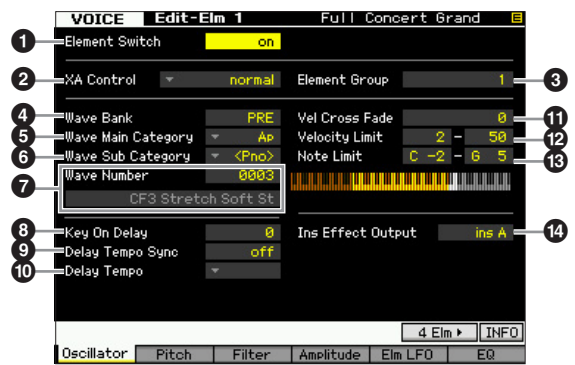 VOICE Edit-Elm 1 Full Concert Grand E
1 Element Switch on
2 XA Control normal Element Group 1 3
4 Wave Bank PRE Vel Cross Fade 0 11
5 Wave Main Category Ap Velocity Limit 2 - 50 12
6 Wave Sub Category <Pno> Note Limit C -2 - G 5 13
7 Wave Number 0003
CF3 Stretch Soft St
8 Key On Delay 0 Ins Effect Output ins A 14
9 Delay Tempo Sync off
10 Delay Tempo
4 Elm INFO
Oscillator Pitch Filter Amplitude Elm LFO EQ